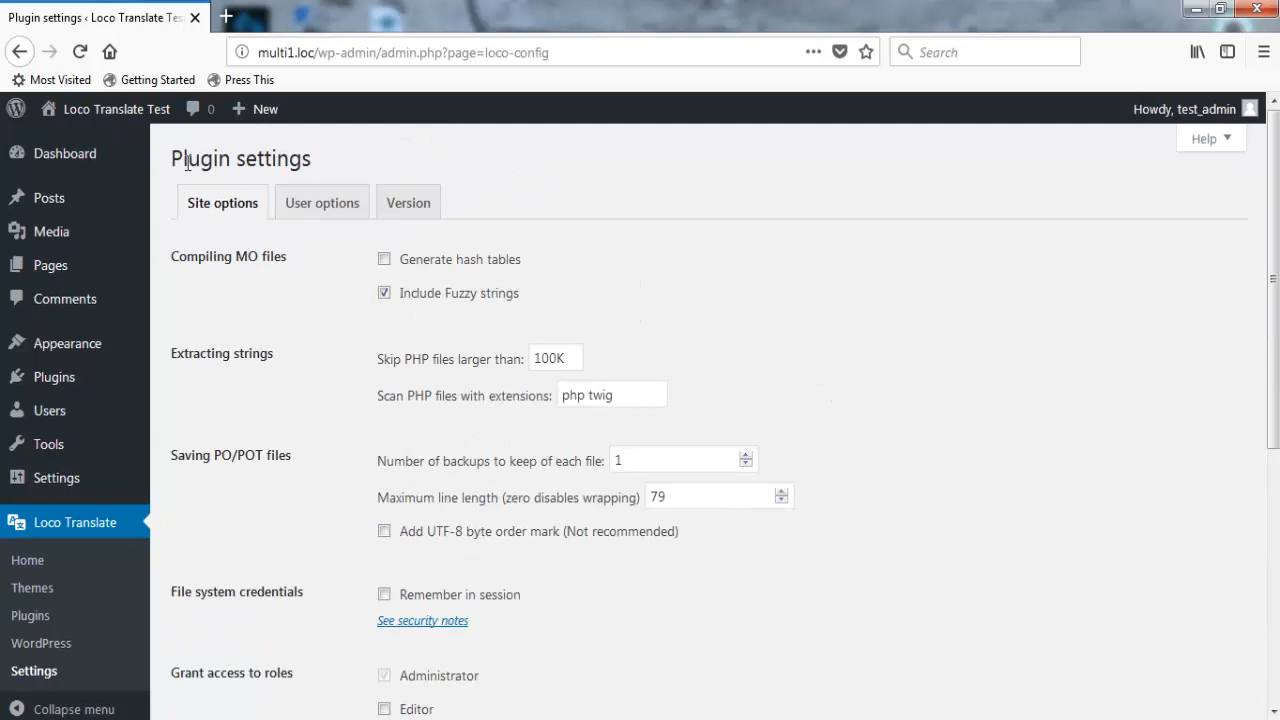 Plugin settings ‹ Loco Translate Tes
multi1.loc/wp-admin/admin.php?page=loco-config
Search
Most Visited
Getting Started
Press This
Loco Translate Test
0
New
Howdy, test_admin
Help
Dashboard
Posts
Media
Pages
Comments
Appearance
Plugins
Users
Tools
Settings
Loco Translate
Home
Themes
Plugins
WordPress
Settings
Collapse menu
Plugin settings
Site options
User options
Version
Compiling MO files
Generate hash tables
Include Fuzzy strings
Extracting strings
Skip PHP files larger than: 100K
Scan PHP files with extensions: php twig
Saving PO/POT files
Number of backups to keep of each file: 1
Maximum line length (zero disables wrapping) 79
Add UTF-8 byte order mark (Not recommended)
File system credentials
Remember in session
See security notes
Grant access to roles
Administrator
Editor